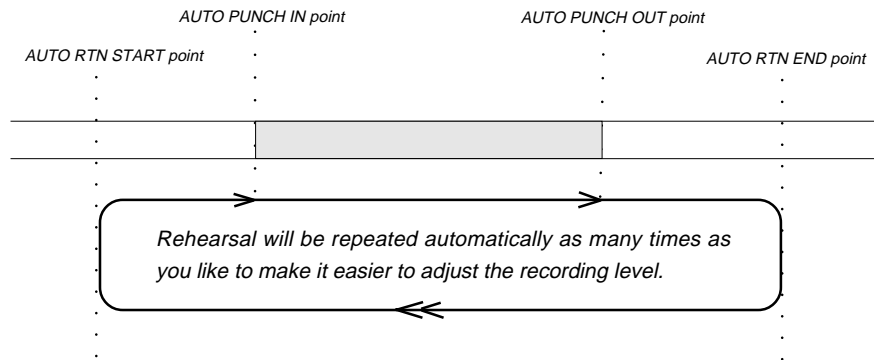 AUTO PUNCH IN point
AUTO PUNCH OUT point
AUTO RTN START point
AUTO RTN END point
Rehearsal will be repeated automatically as many times as
you like to make it easier to adjust the recording level.